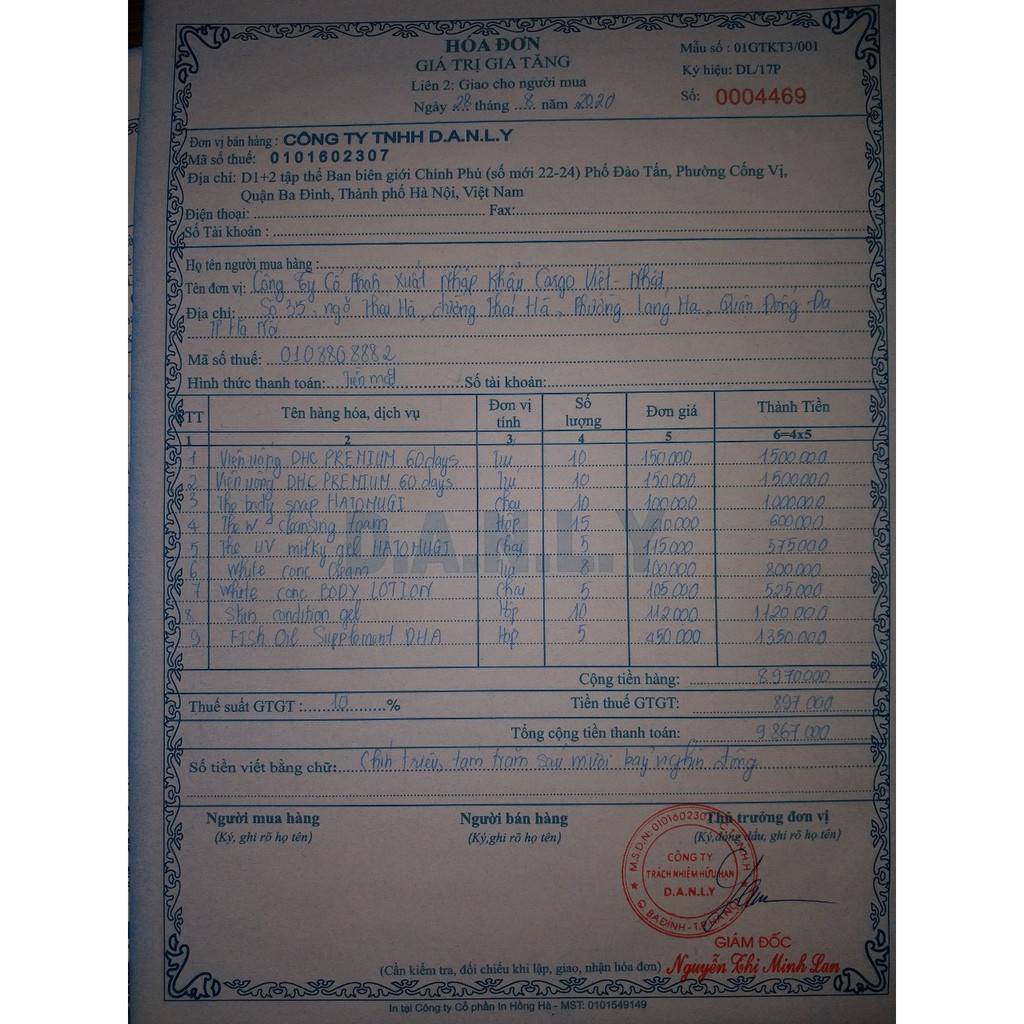 HÓA ĐƠN
GIÁ TRỊ GIA TĂNG
Liên 2: Giao cho người mua
Ngày 28 tháng 8 năm 2020
Mẫu số : 01GTKT3/001
Ký hiệu: DL/17P
Số: 0004469
Đơn vị bán hàng : CÔNG TY TNHH D.A.N.L.Y
Mã số thuế: 0101602307
Địa chỉ: D1+2 tập thể Ban biên giới Chính Phủ (số mới 22-24) Phố Đào Tấn, Phường Cống Vị,
Quận Ba Đình, Thành phố Hà Nội, Việt Nam
Điện thoại: Fax:
Số Tài khoản :
Họ tên người mua hàng :
Tên đơn vị: Công ty Cổ Phần Xuất Nhập Khẩu Cargo Việt - Nhật
Địa chỉ: Số 35, ngõ Thái Hà, đường Thái Hà, Phường Lang Hạ, Quận Đống Đa
TP Hà Nội
Mã số thuế: 0108808882
Hình thức thanh toán: Tiền mặt Số tài khoản:
STT Tên hàng hóa, dịch vụ Đơn vị tính Số lượng Đơn giá Thành Tiền
1 2 3 4 5 6=4x5
1 Viên uống DHC PREMIUM 60 days Túi 10 150.000 1.500.000
2 Viên uống DHC PREMIUM 60 days Túi 10 150.000 1.500.000
3 The body soap HATOMUGI Chai 10 100.000 1.000.000
4 The w cleansing foam Hộp 15 40.000 600.000
5 The UV milky gel HATOMUGI Chai 5 115.000 575.000
6 White conc Cream Túi 8 100.000 800.000
7 White conc BODY LOTION Chai 5 105.000 525.000
8 Skin condition gel Hộp 10 112.000 1.120.000
9 Fish Oil Supplement DHA Hộp 5 450.000 1.350.000
D.A.N.L.Y
Cộng tiền hàng: 8.970.000
Thuế suất GTGT : 10 % Tiền thuế GTGT: 897.000
Tổng cộng tiền thanh toán: 9.867.000
Số tiền viết bằng chữ: Chín triệu, tám trăm sáu mươi bảy nghìn đồng
Người mua hàng Người bán hàng Thủ trưởng đơn vị
(Ký, ghi rõ họ tên) (Ký,ghi rõ họ tên) (Ký,đóng dấu, ghi rõ họ tên)
M.S.D.N: 0101602307 C.T.T.N.H.H
CÔNG TY
TRÁCH NHIỆM HỮU HẠN
D.A.N.L.Y
Q. BA ĐÌNH - T.P HÀ NỘI
GIÁM ĐỐC
Nguyễn Thị Minh Lan
(Cần kiểm tra, đối chiếu khi lập, giao, nhận hóa đơn)
In tại Công ty Cổ phần In Hồng Hà - MST: 0101549149